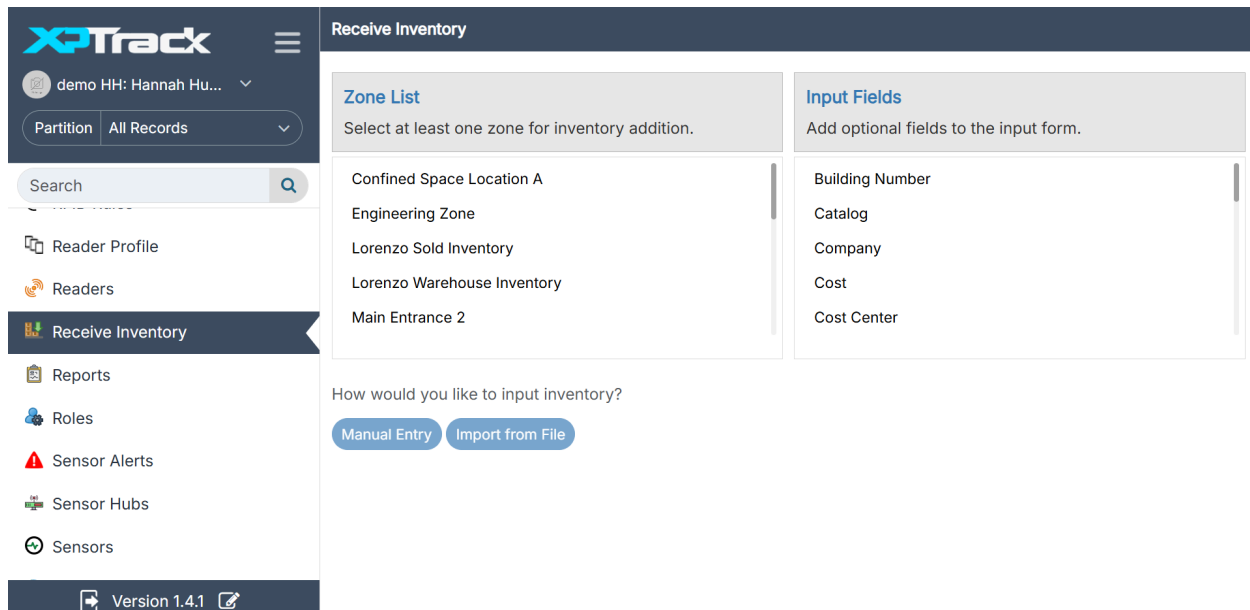 XPTrack
demo HH: Hannah Hu...
Partition All Records
Search
Reader Profile
Readers
Receive Inventory
Reports
Roles
Sensor Alerts
Sensor Hubs
Sensors
Version 1.4.1
Receive Inventory
Zone List
Select at least one zone for inventory addition.
Confined Space Location A
Engineering Zone
Lorenzo Sold Inventory
Lorenzo Warehouse Inventory
Main Entrance 2
Input Fields
Add optional fields to the input form.
Building Number
Catalog
Company
Cost
Cost Center
How would you like to input inventory?
Manual Entry Import from File